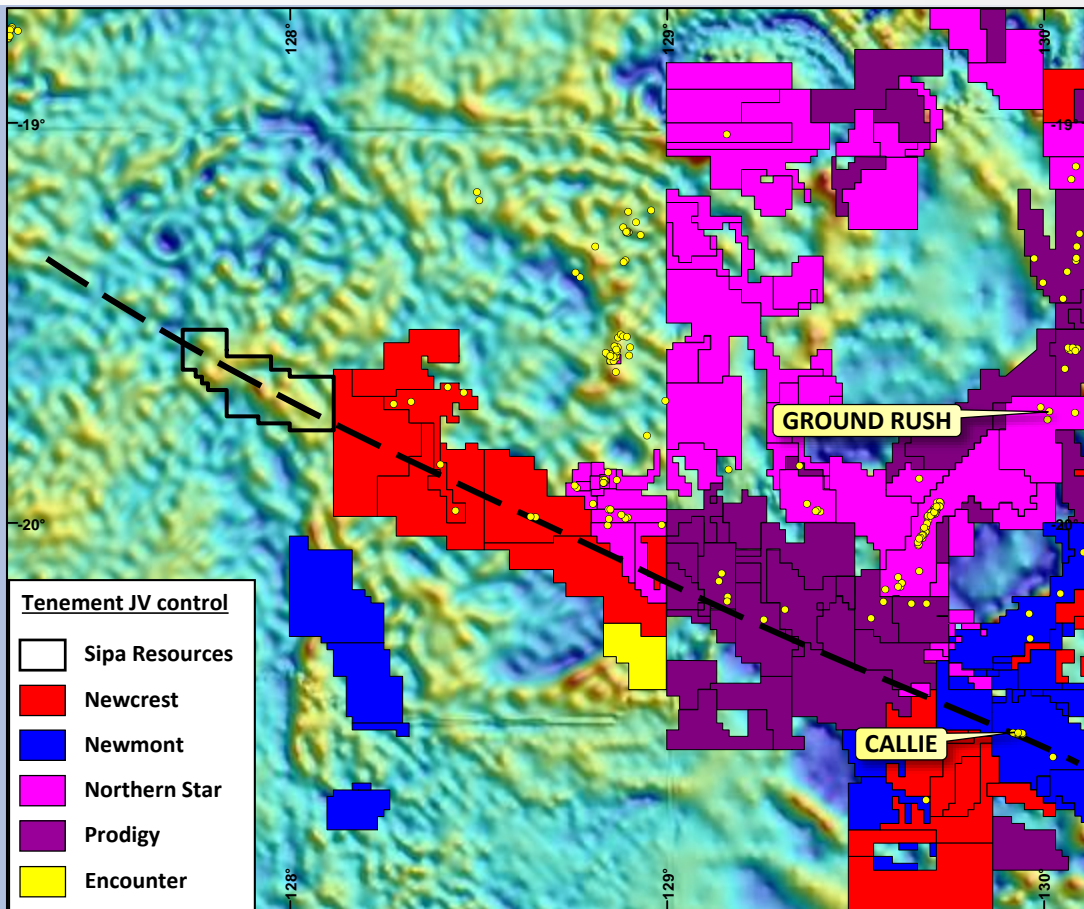 128°
129°
130°
-19°
-19°
GROUND RUSH
-20°
-20°
CALLIE
Tenement JV control
Sipa Resources
Newcrest
Newmont
Northern Star
Prodigy
Encounter
128°
129°
130°